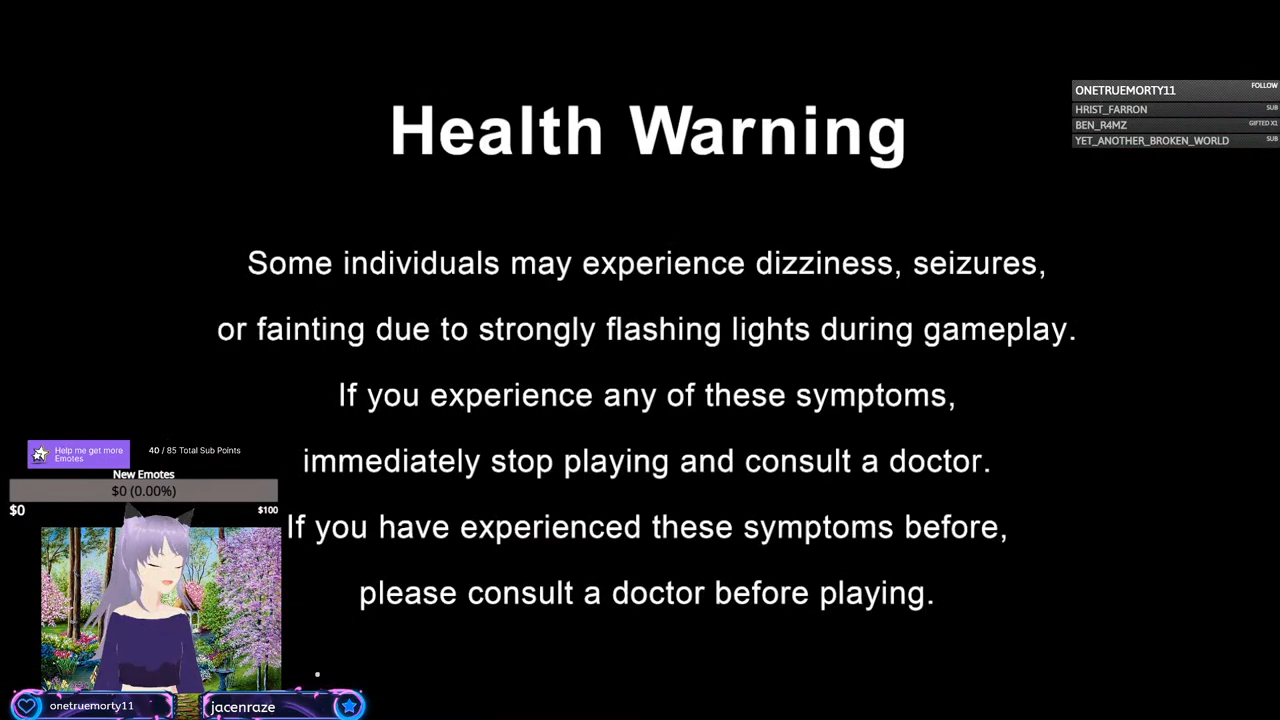 Health Warning
ONETRUEMORTY11 FOLLOW
HRIST_FARRON SUB
BEN_R4MZ GIFTED X1
YET_ANOTHER_BROKEN_WORLD SUB
Some individuals may experience dizziness, seizures,
or fainting due to strongly flashing lights during gameplay.
If you experience any of these symptoms,
immediately stop playing and consult a doctor.
If you have experienced these symptoms before,
please consult a doctor before playing.
Help me get more
Emotes
40 / 85 Total Sub Points
New Emotes
$0 (0.00%)
$0 $100
onetruemorty11
jacenraze